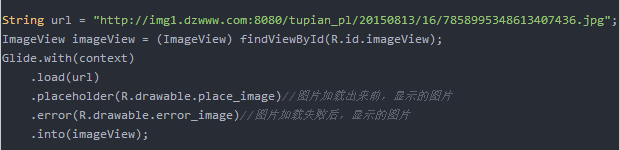 String url = "http://img1.dzwww.com:8080/tupian_pl/20150813/16/7858995348613407436.jpg";
ImageView imageView = (ImageView) findViewById(R.id.imageView);
Glide.with(context)
    .load(url)
    .placeholder(R.drawable.place_image)//图片加载出来前，显示的图片
    .error(R.drawable.error_image)//图片加载失败后，显示的图片
    .into(imageView);